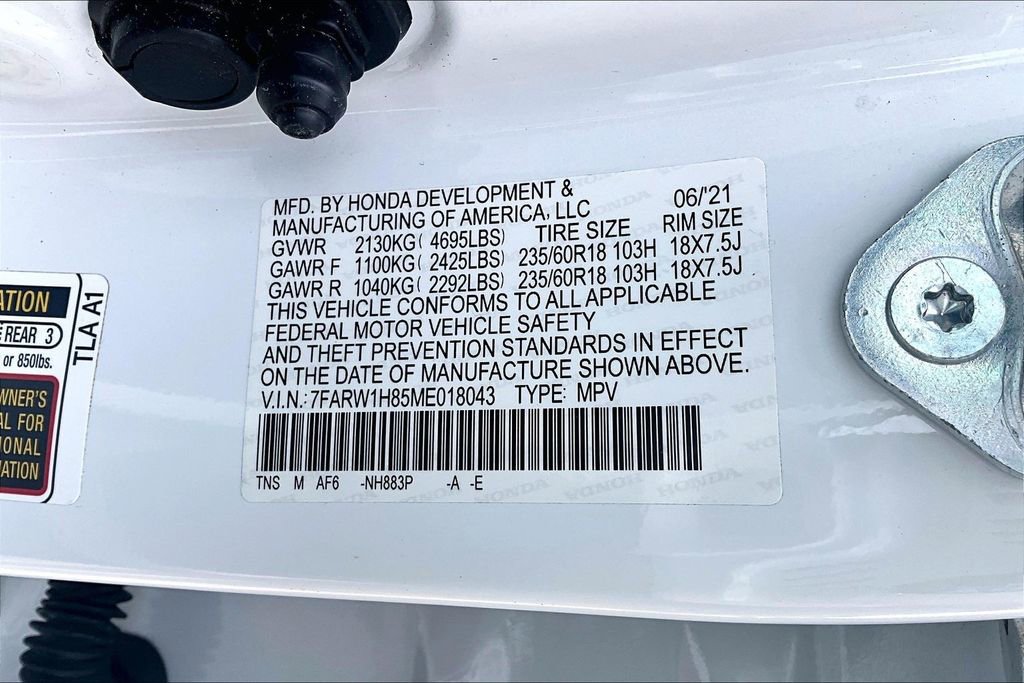 MFD. BY HONDA DEVELOPMENT & 06/'21
MANUFACTURING OF AMERICA, LLC TIRE SIZE RIM SIZE
GVWR 2130KG( 4695LBS)
GAWR F 1100KG( 2425LBS) 235/60R18 103H 18X7.5J
GAWR R 1040KG( 2292LBS) 235/60R18 103H 18X7.5J
THIS VEHICLE CONFORMS TO ALL APPLICABLE
FEDERAL MOTOR VEHICLE SAFETY
AND THEFT PREVENTION STANDARDS IN EFFECT
ON THE DATE OF MANUFACTURE SHOWN ABOVE.
V.I.N.: 7FARW1H85ME018043 TYPE: MPV
TNS M AF6 -NH883P -A -E
ATION
REAR 3
or 850lbs.
WNER'S
AL FOR
IONAL
ATION
TLA A1
HONDA